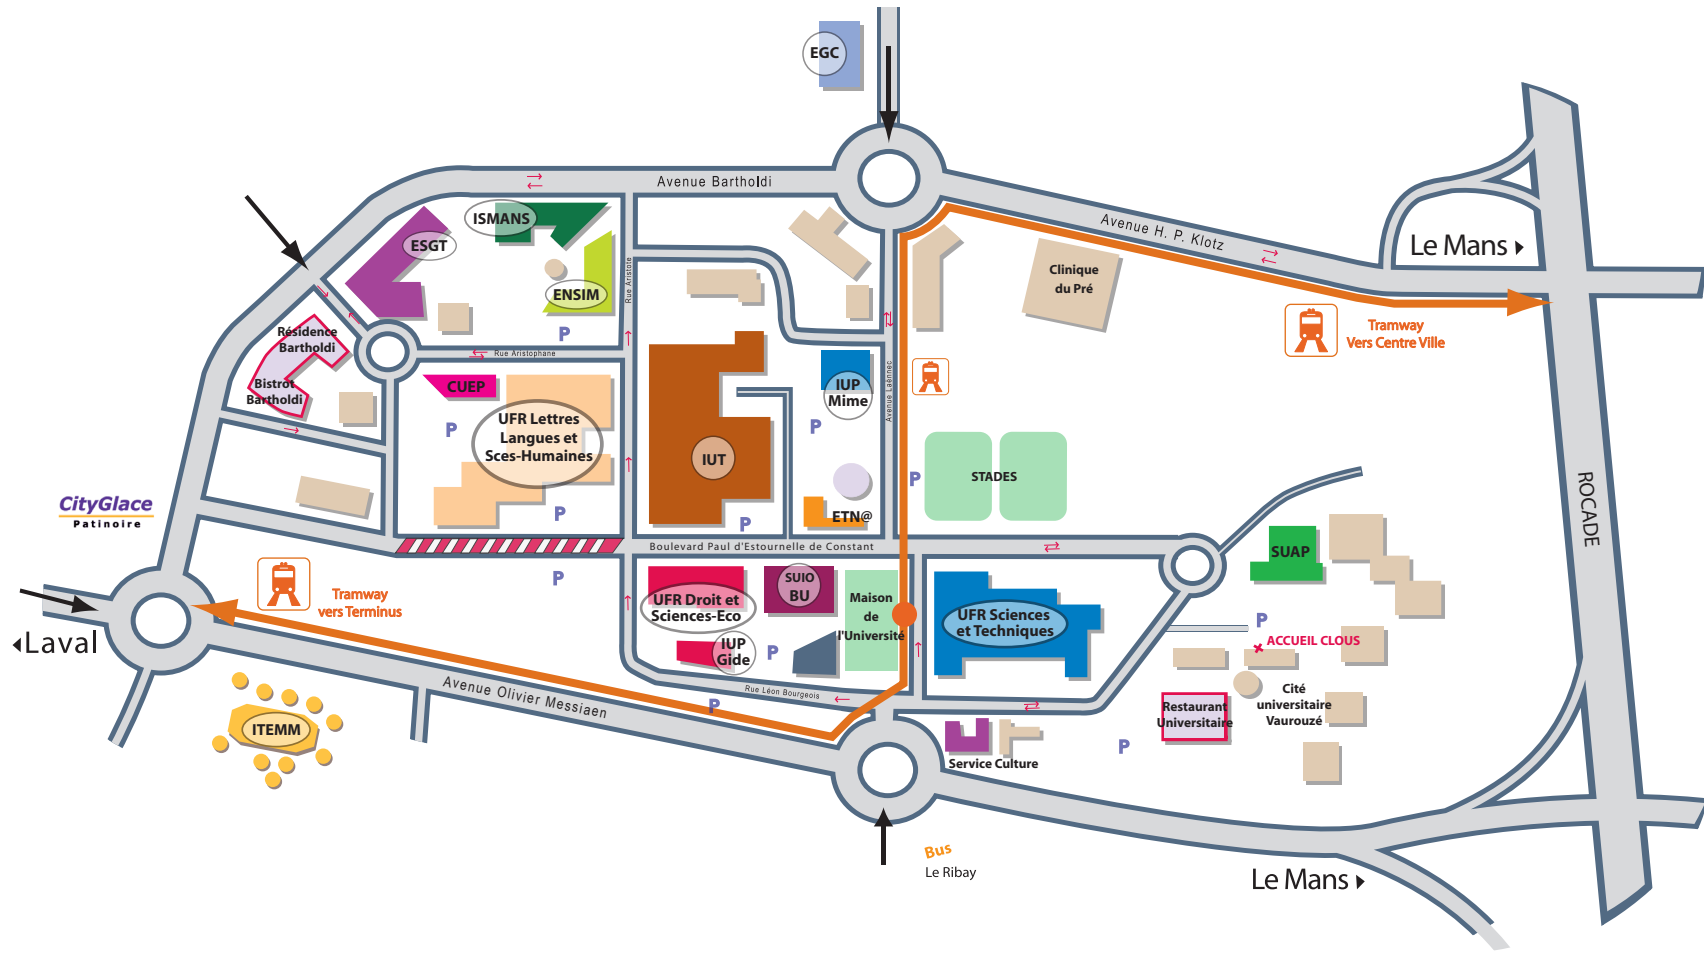 EGC
Avenue Bartholdi
ISMANS
ESGT
ENSIM
Rue Aristote
Avenue H. P. Klotz
Le Mans
Clinique
du Pré
Tramway
Vers Centre Ville
Résidence
Bartholdi
Bistrot
Bartholdi
P
Rue Aristophane
CUEP
UFR Lettres
Langues et
Sces-Humaines
P
P
IUT
P
IUP
Mime
P
Avenue Laënnec
ETN@
P
STADES
ROCADE
CityGlace
Patinoire
Boulevard Paul d'Estournelle de Constant
SUAP
Tramway
vers Terminus
P
UFR Droit et
Sciences-Eco
SUIO
BU
Maison
de
l'Université
UFR Sciences
et Techniques
IUP
Gide
P
P
ACCUEIL CLOUS
Laval
Avenue Olivier Messiaen
Rue Léon Bourgeois
P
ITEMM
Restaurant
Universitaire
Cité
universitaire
Vaurouzé
P
Service Culture
Bus
Le Ribay
Le Mans